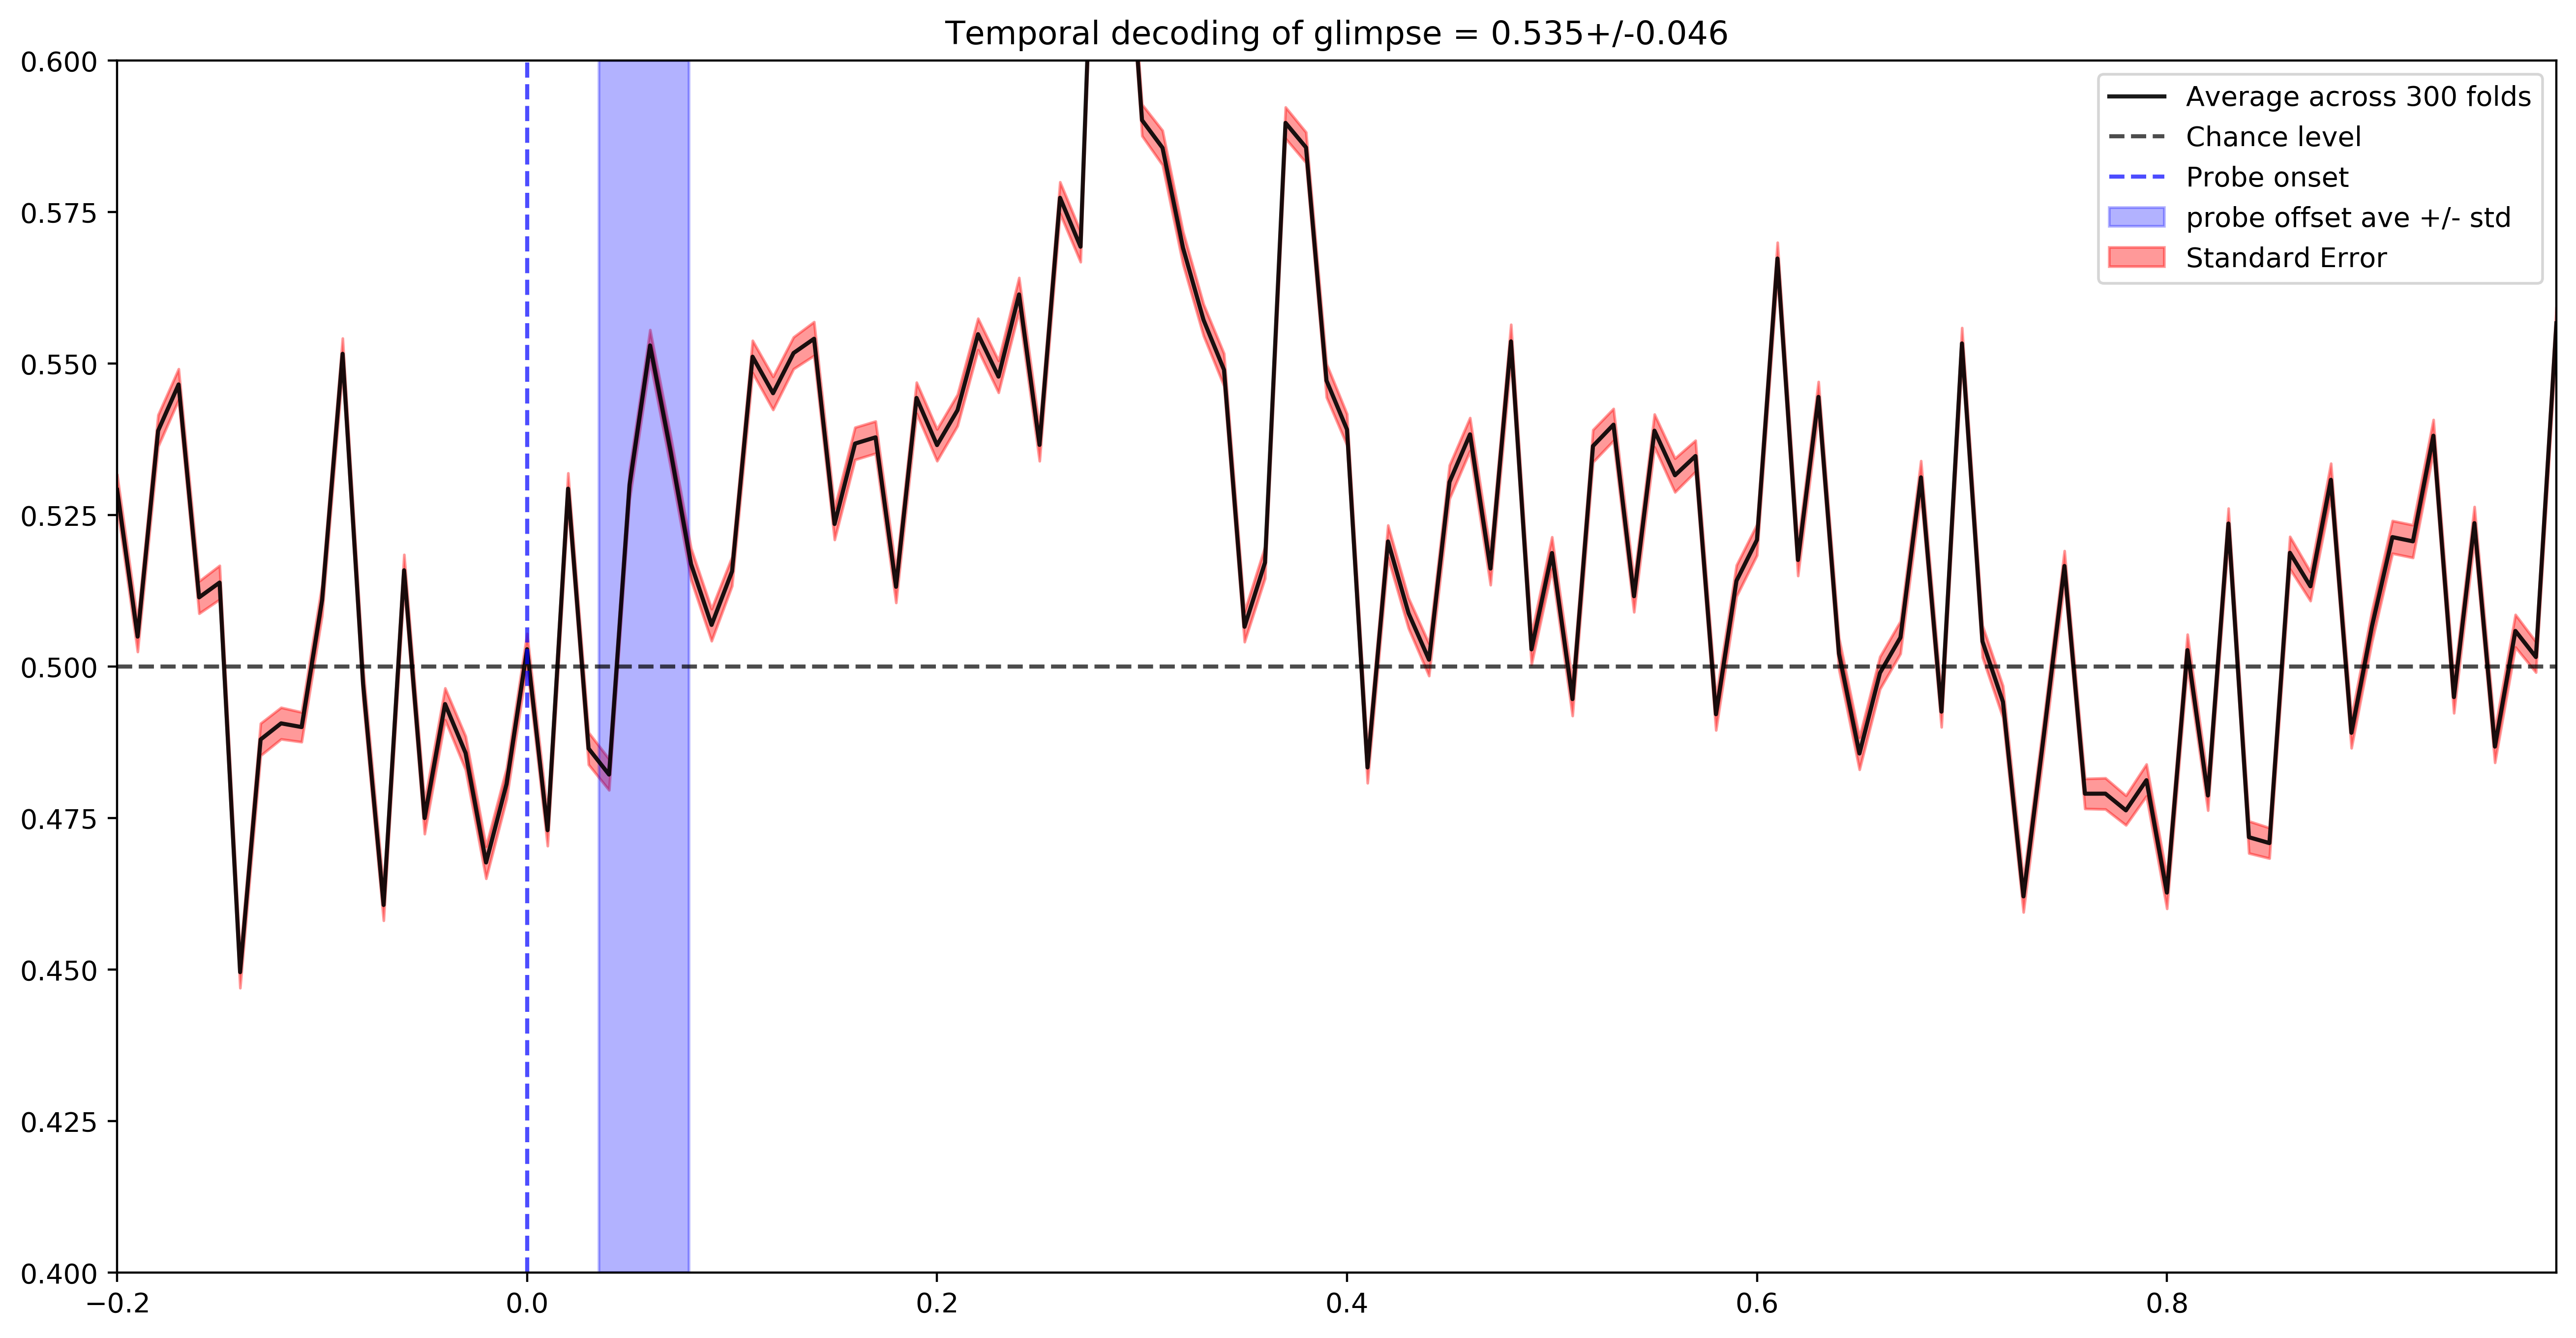 Temporal decoding of glimpse = 0.535+/-0.046
0.600
0.575
0.550
0.525
0.500
0.475
0.450
0.425
0.400
Average across 300 folds
Chance level
Probe onset
probe offset ave +/- std
Standard Error
−0.2 0.0 0.2 0.4 0.6 0.8